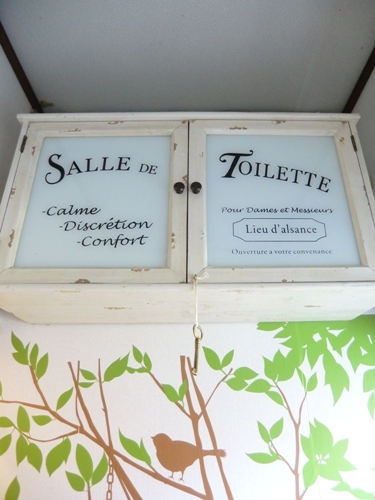 SALLE DE
-Calme
-Discrétion
-Confort
TOILETTE
Pour Dames et Messieurs
Lieu d'alsance
Ouverture a votre convenance